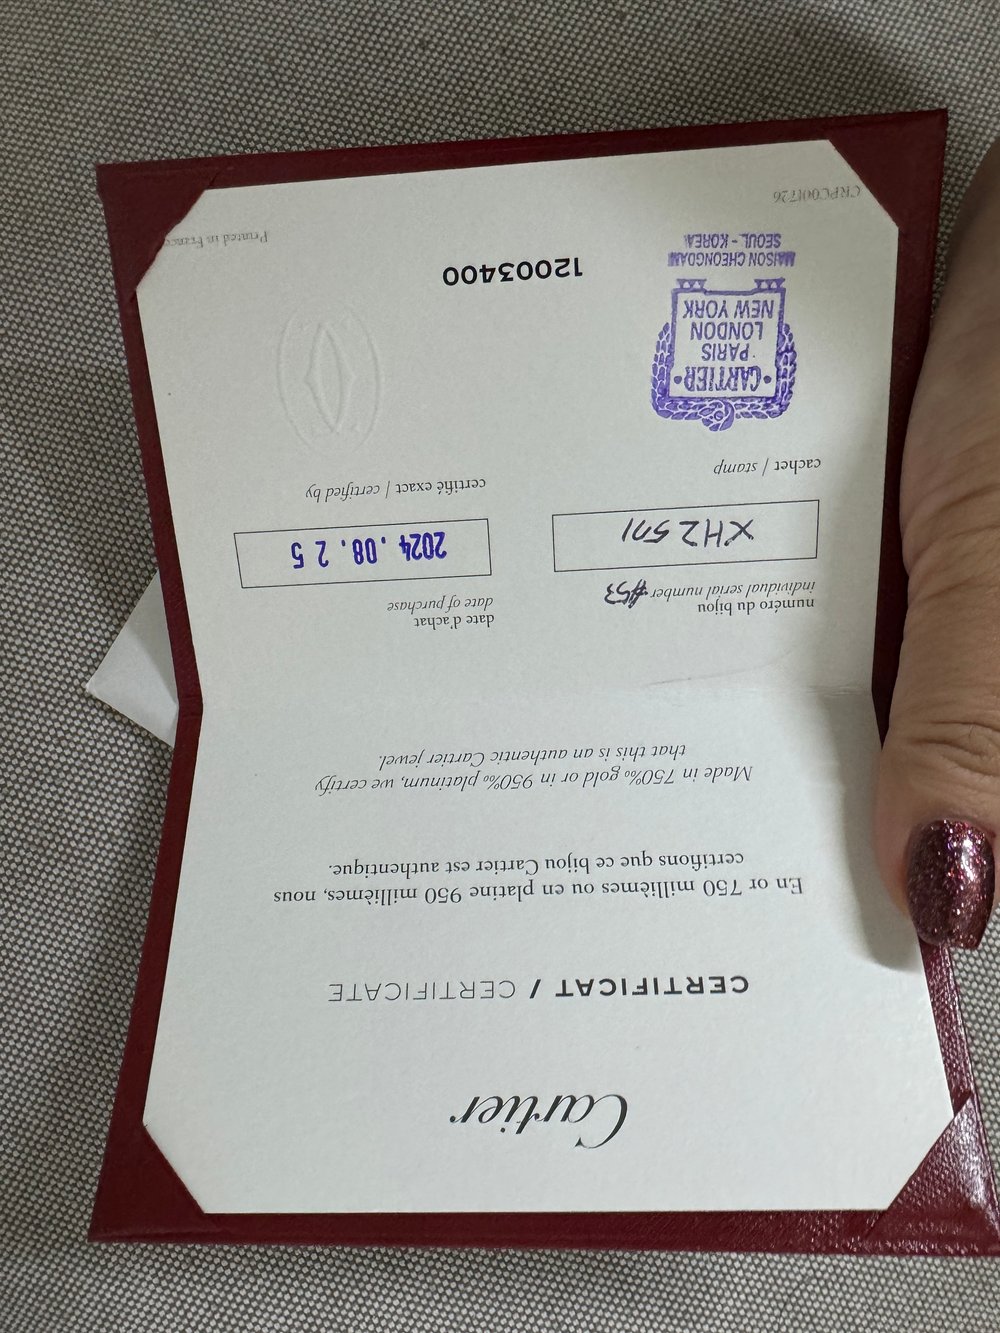 Cartier
CERTIFICAT / CERTIFICATE
En or 750 millièmes ou en platine 950 millièmes, nous
certifions que ce bijou Cartier est authentique.
Made in 750‰ gold or in 950‰ platinum, we certify
that this is an authentic Cartier jewel.
numéro du bijou
individual serial number #53
date d'achat
date of purchase
2024. 08. 25
cachet / stamp
certifié exact / certified by
CARTIER
PARIS
LONDON
NEW YORK
MAISON CHEONGDAM
SEOUL - KOREA
12003400
CRPC001726
Printed in France